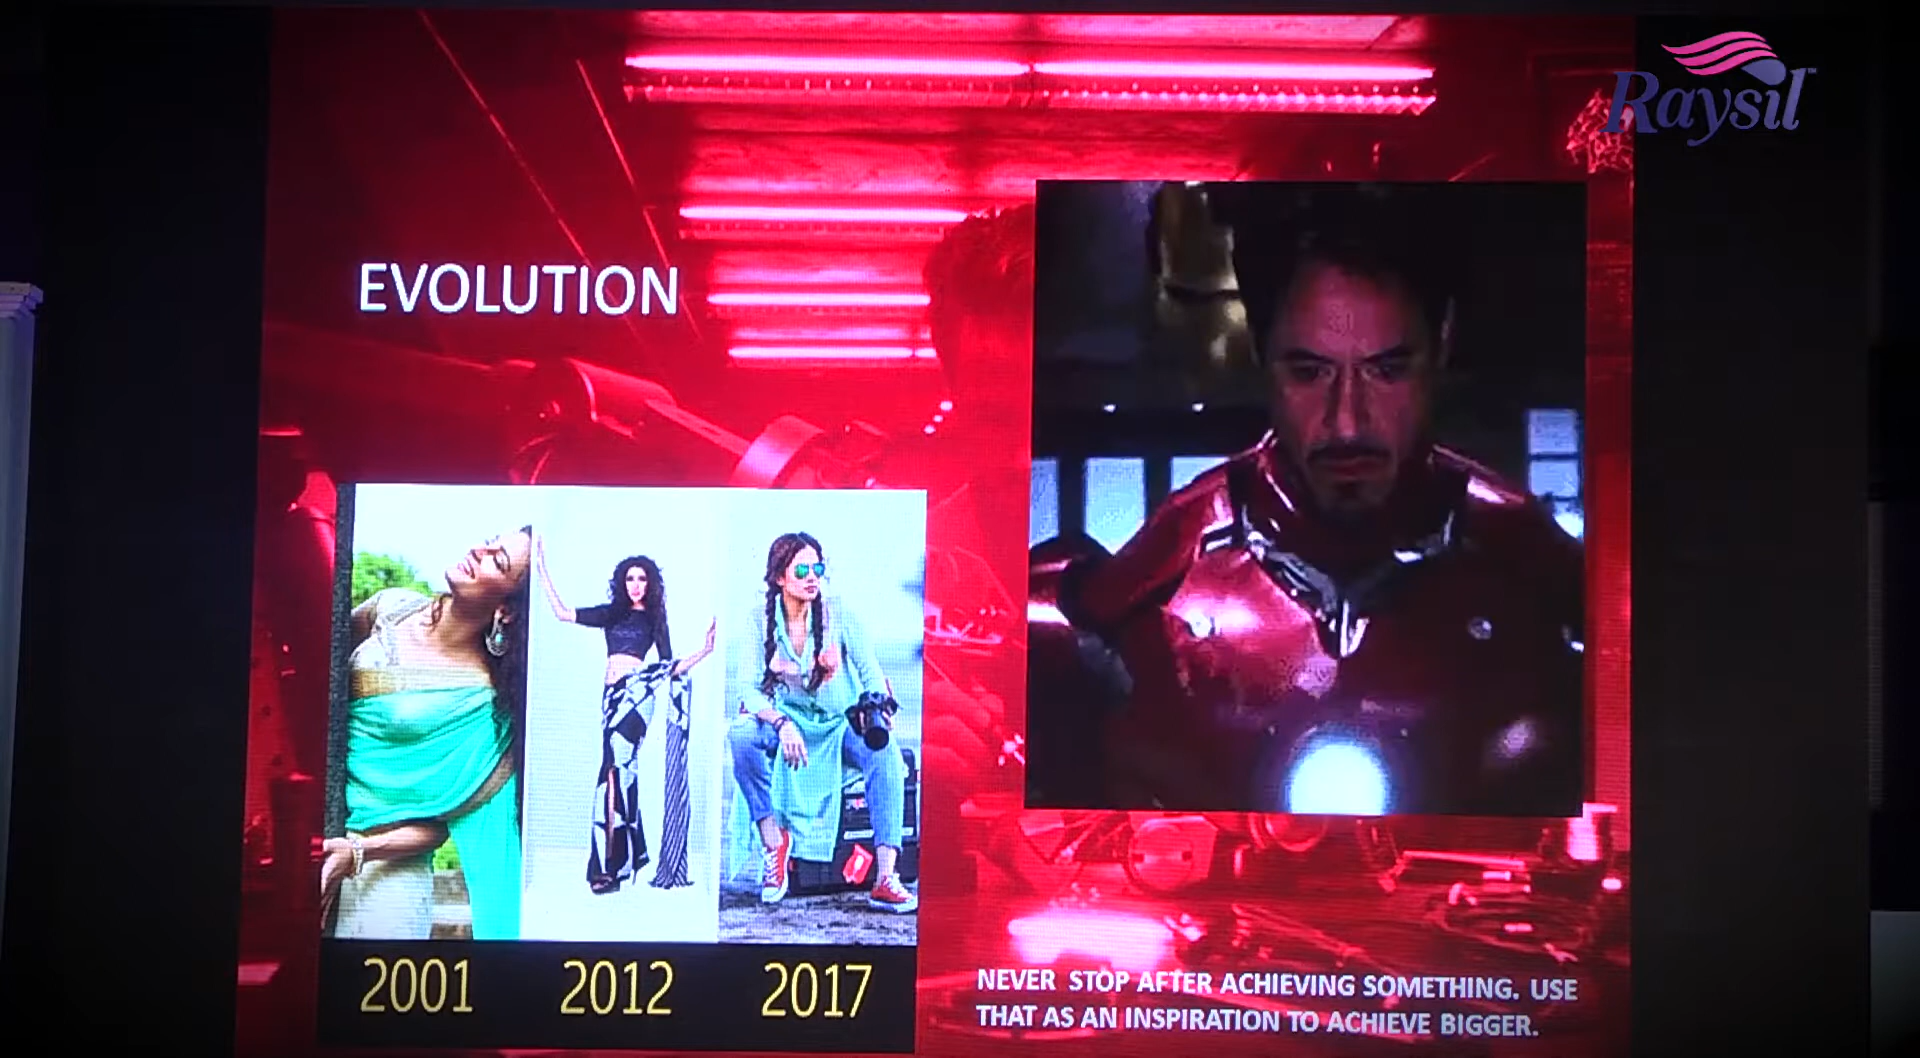 Raysil
EVOLUTION
2001 2012 2017
NEVER STOP AFTER ACHIEVING SOMETHING. USE
THAT AS AN INSPIRATION TO ACHIEVE BIGGER.